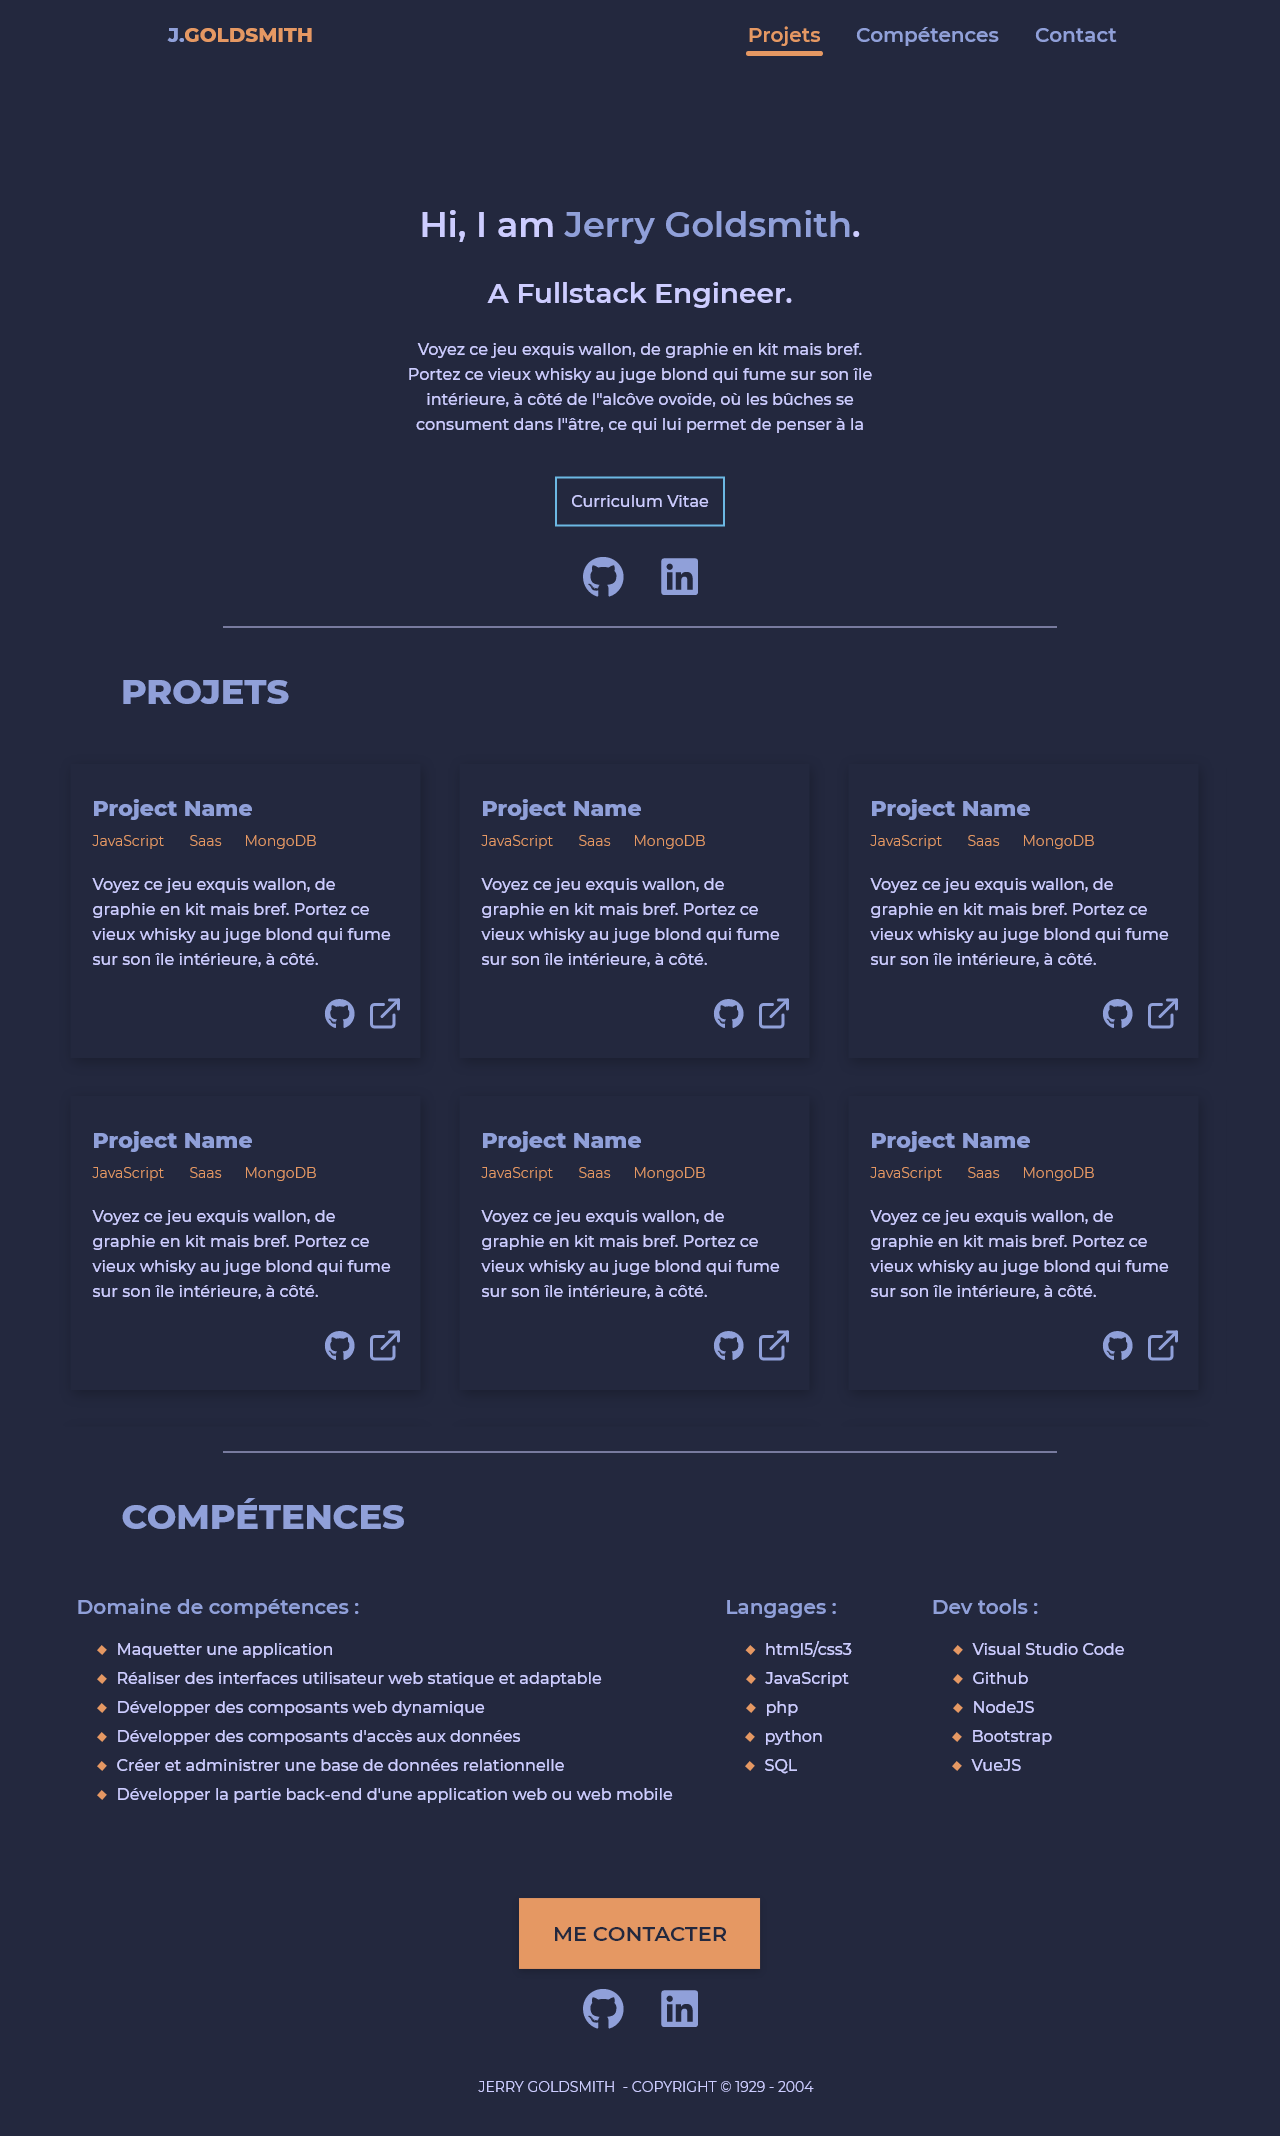 J.GOLDSMITH
Projets Compétences Contact
Hi, I am Jerry Goldsmith.
A Fullstack Engineer.
Voyez ce jeu exquis wallon, de graphie en kit mais bref.
Portez ce vieux whisky au juge blond qui fume sur son île
intérieure, à côté de l"alcôve ovoïde, où les bûches se
consument dans l"âtre, ce qui lui permet de penser à la
Curriculum Vitae
PROJETS
Project Name
JavaScript Saas MongoDB
Voyez ce jeu exquis wallon, de
graphie en kit mais bref. Portez ce
vieux whisky au juge blond qui fume
sur son île intérieure, à côté.
Project Name
JavaScript Saas MongoDB
Voyez ce jeu exquis wallon, de
graphie en kit mais bref. Portez ce
vieux whisky au juge blond qui fume
sur son île intérieure, à côté.
Project Name
JavaScript Saas MongoDB
Voyez ce jeu exquis wallon, de
graphie en kit mais bref. Portez ce
vieux whisky au juge blond qui fume
sur son île intérieure, à côté.
Project Name
JavaScript Saas MongoDB
Voyez ce jeu exquis wallon, de
graphie en kit mais bref. Portez ce
vieux whisky au juge blond qui fume
sur son île intérieure, à côté.
Project Name
JavaScript Saas MongoDB
Voyez ce jeu exquis wallon, de
graphie en kit mais bref. Portez ce
vieux whisky au juge blond qui fume
sur son île intérieure, à côté.
Project Name
JavaScript Saas MongoDB
Voyez ce jeu exquis wallon, de
graphie en kit mais bref. Portez ce
vieux whisky au juge blond qui fume
sur son île intérieure, à côté.
COMPÉTENCES
Domaine de compétences :
Maquetter une application
Réaliser des interfaces utilisateur web statique et adaptable
Développer des composants web dynamique
Développer des composants d'accès aux données
Créer et administrer une base de données relationnelle
Développer la partie back-end d'une application web ou web mobile
Langages :
html5/css3
JavaScript
php
python
SQL
Dev tools :
Visual Studio Code
Github
NodeJS
Bootstrap
VueJS
ME CONTACTER
in
JERRY GOLDSMITH - COPYRIGHT © 1929 - 2004